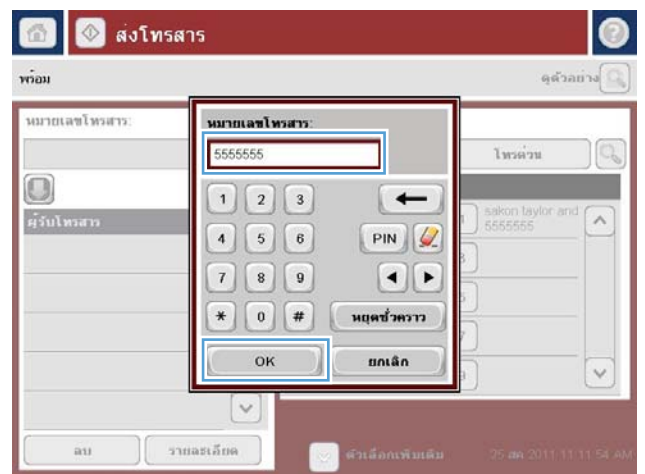 ส่งโทรสาร
พร้อม
ดูตัวอย่าง
หมายเลขโทรสาร:
หมายเลขโทรสาร:
5555555
โทรด่วน
ผู้รับโทรสาร
1 2 3
sakon taylor and
5555555
4 5 6 PIN
7 8 9
* 0 # หยุดชั่วคราว
OK ยกเลิก
ลบ
รายละเอียด
ตัวเลือกเพิ่มเติม
25 สค 2011 11:11:54 AM